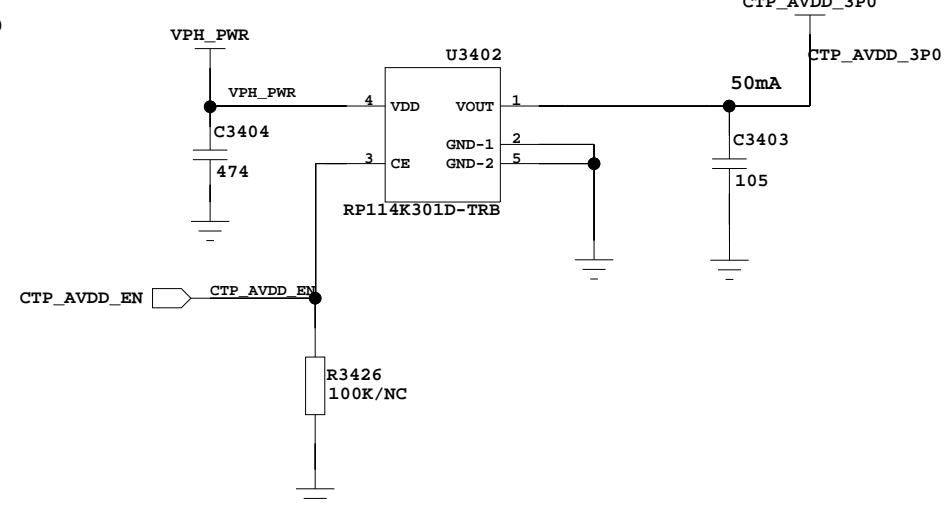 CTP_AVDD_3P0
VPH_PWR
U3402
CTP_AVDD_3P0
50mA
VPH_PWR
4 VDD VOUT 1
C3404
474
GND-1 2
3 CE GND-2 5
C3403
105
RP114K301D-TRB
CTP_AVDD_EN
CTP_AVDD_EN
R3426
100K/NC